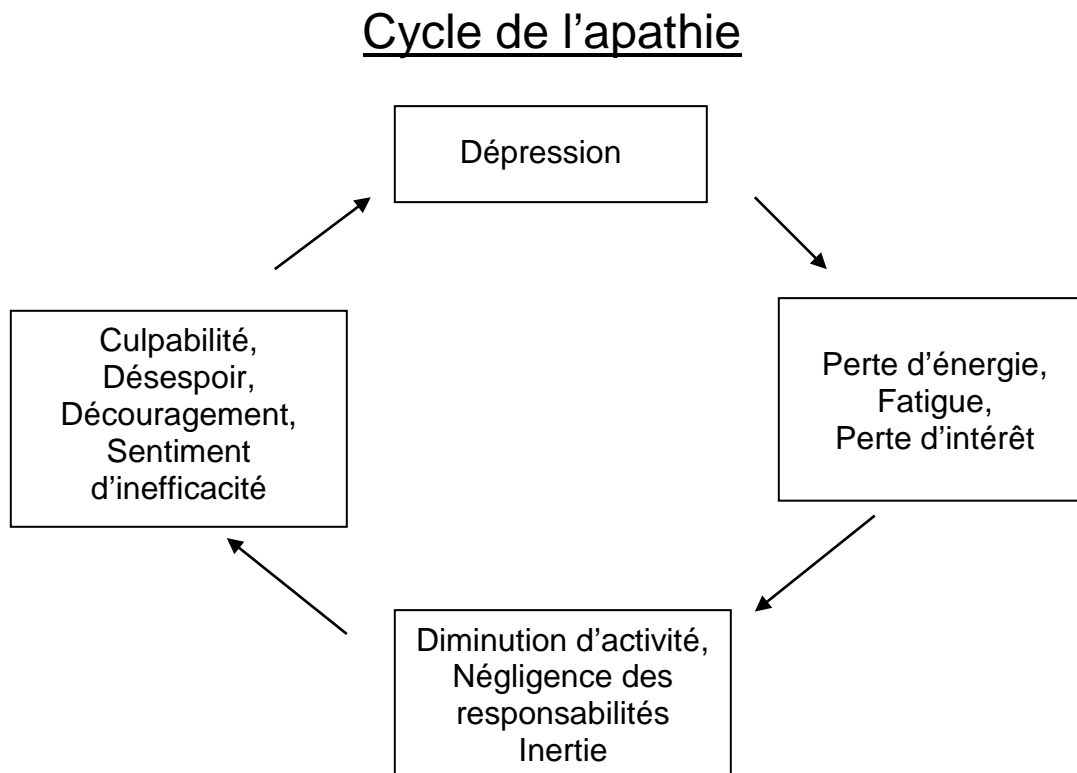 Cycle de l’apathie
Dépression
Perte d’énergie,
Fatigue,
Perte d’intérêt
Diminution d’activité,
Négligence des
responsabilités
Inertie
Culpabilité,
Désespoir,
Découragement,
Sentiment
d’inefficacité